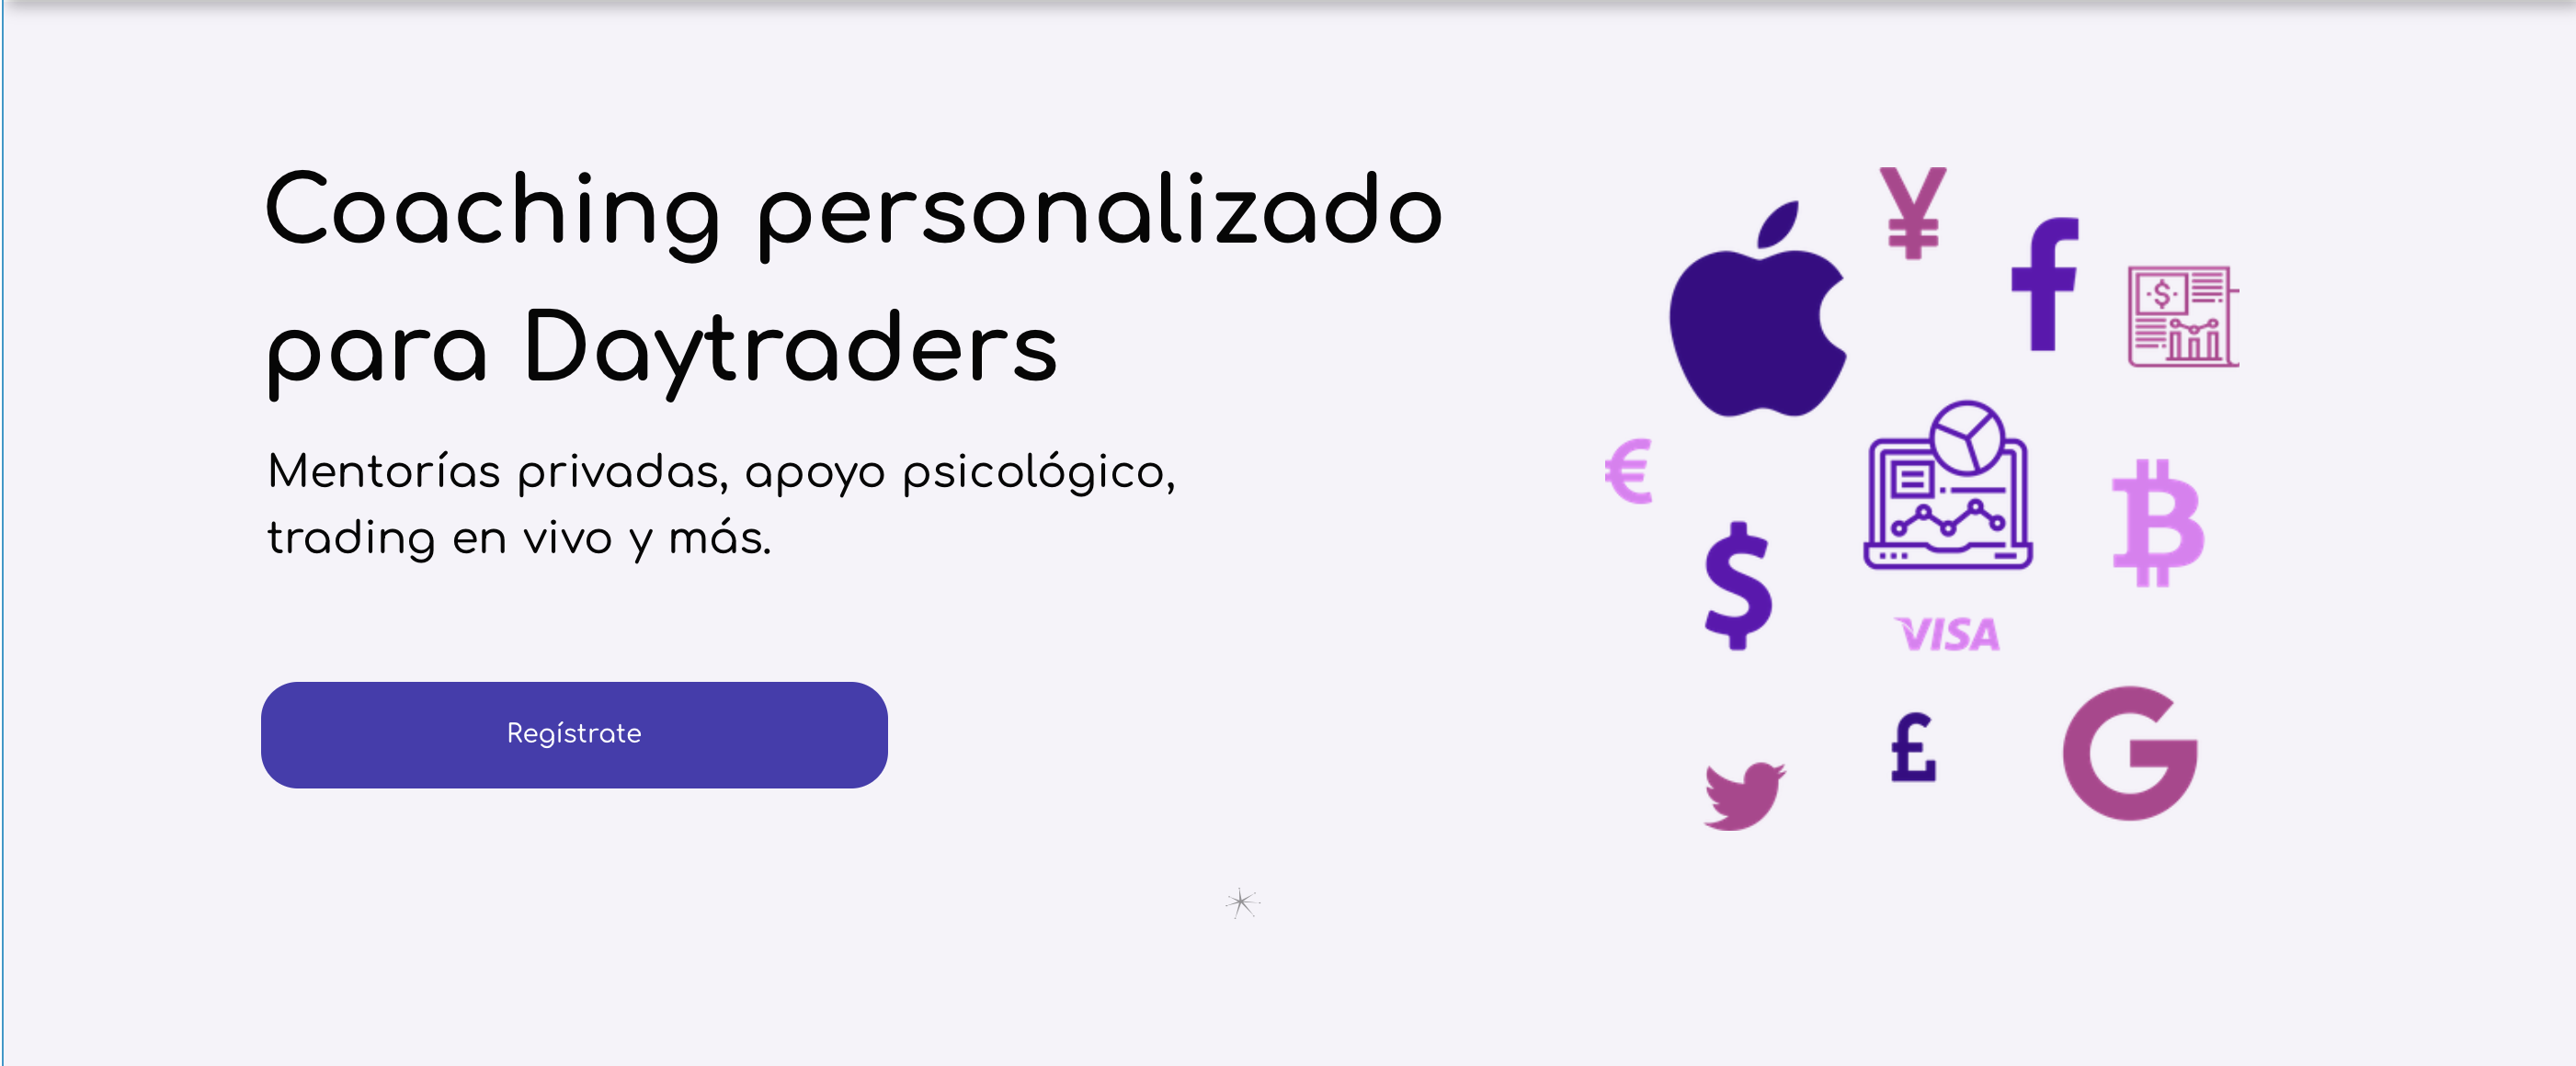 Coaching personalizado
para Daytraders
Mentorías privadas, apoyo psicológico,
trading en vivo y más.
Regístrate
¥
f
$
€
$
B
VISA
£
G